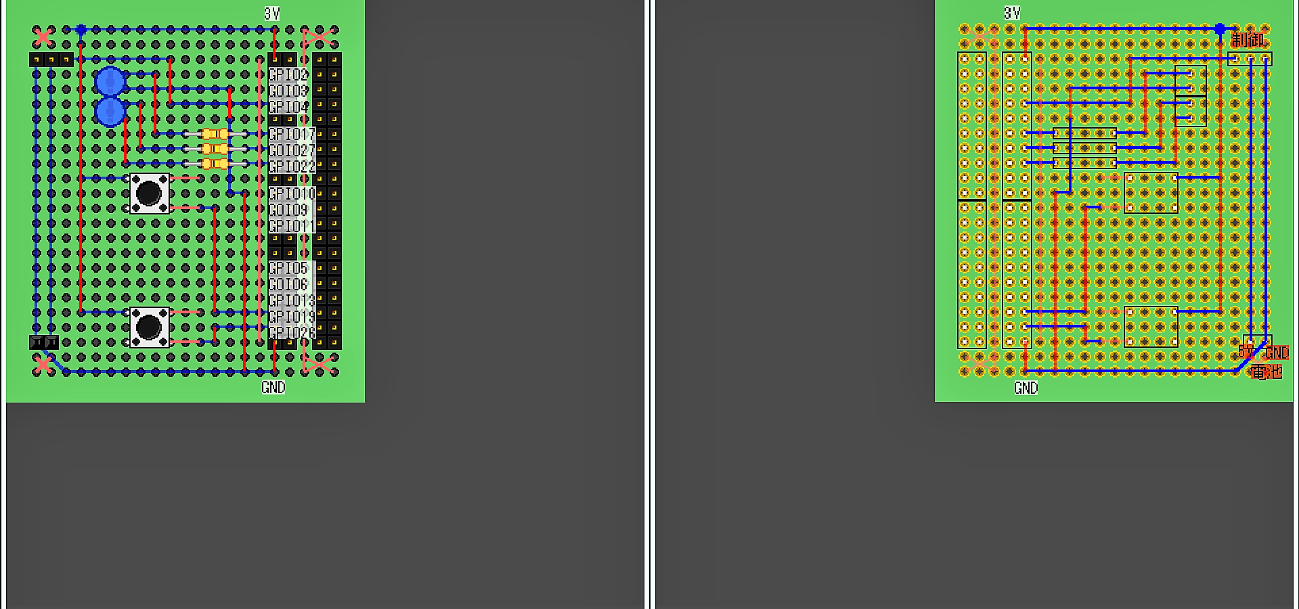 3V
GPIO2
GOIO3
GPIO4
GPIO17
GOIO27
GPIO22
GPIO10
GOIO9
GPIO11
GPIO5
GOIO6
GPIO13
GPIO19
GPIO26
GND
3V
制御
GND
電池
GND